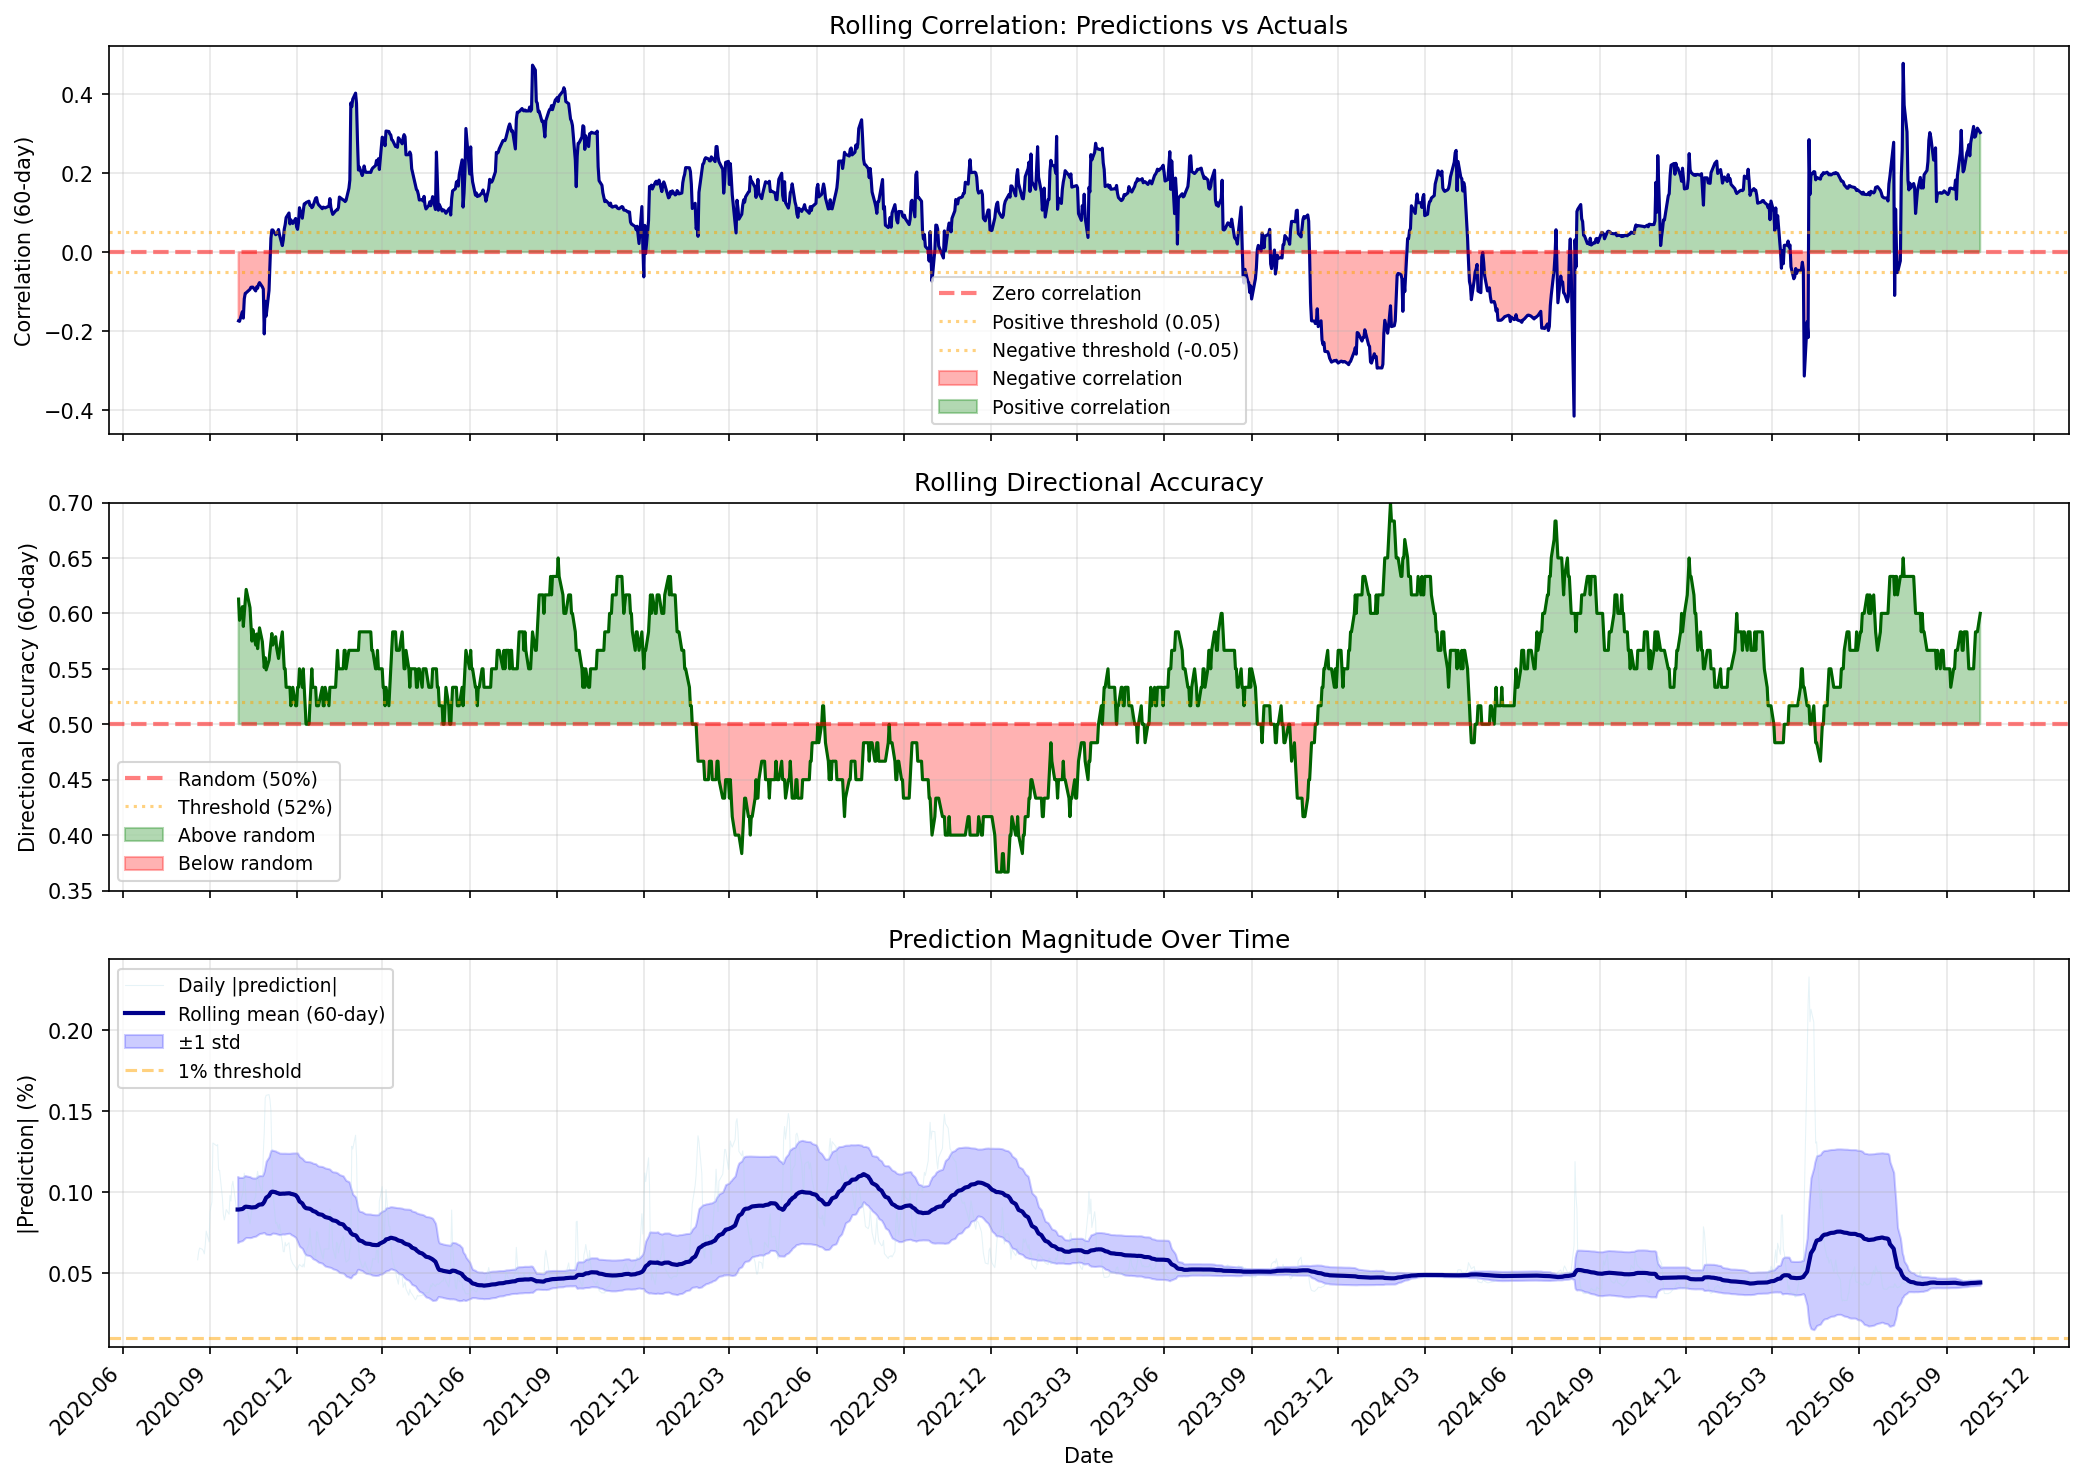 Rolling Correlation: Predictions vs Actuals
Correlation (60-day)
0.4
0.2
0.0
−0.2
−0.4
Zero correlation
Positive threshold (0.05)
Negative threshold (-0.05)
Negative correlation
Positive correlation
Rolling Directional Accuracy
Directional Accuracy (60-day)
0.70
0.65
0.60
0.55
0.50
0.45
0.40
0.35
Random (50%)
Threshold (52%)
Above random
Below random
Prediction Magnitude Over Time
|Prediction| (%)
0.20
0.15
0.10
0.05
Daily |prediction|
Rolling mean (60-day)
±1 std
1% threshold
2020-06
2020-09
2020-12
2021-03
2021-06
2021-09
2021-12
2022-03
2022-06
2022-09
2022-12
2023-03
2023-06
2023-09
2023-12
2024-03
2024-06
2024-09
2024-12
2025-03
2025-06
2025-09
2025-12
Date